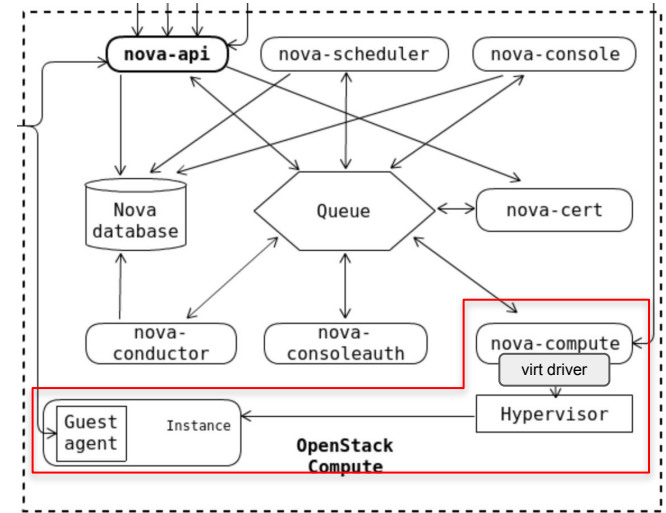 nova-api
nova-scheduler
nova-console
Nova
database
Queue
nova-cert
nova-
conductor
nova-
consoleauth
nova-compute
virt driver
Hypervisor
Guest
agent
Instance
OpenStack
Compute